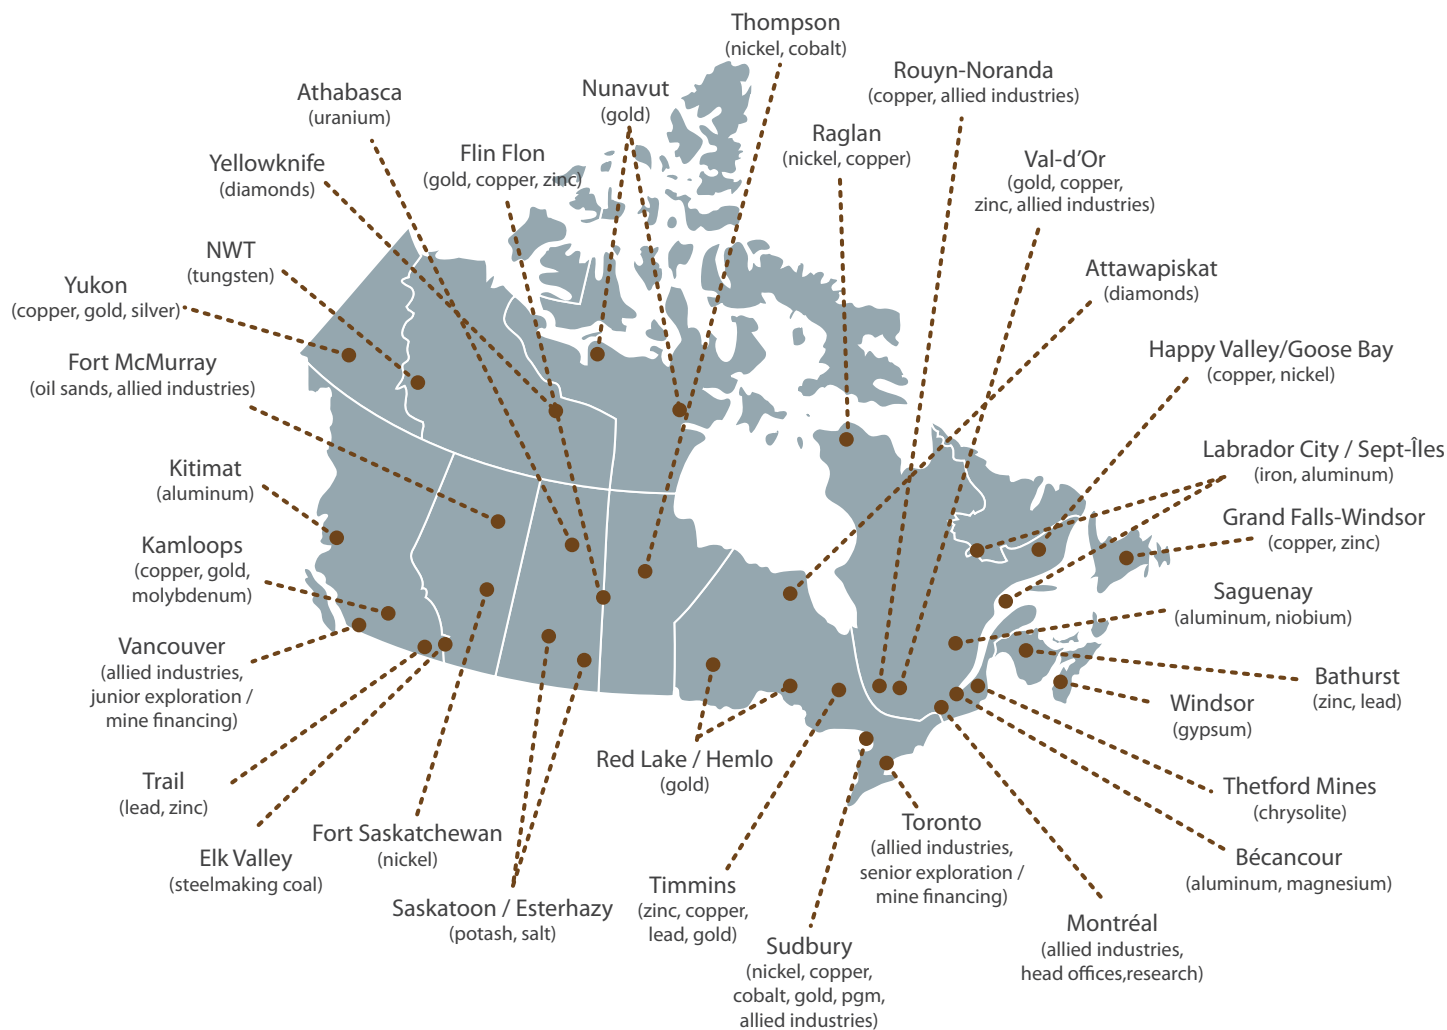 Thompson
(nickel, cobalt)
Rouyn-Noranda
(copper, allied industries)
Athabasca
(uranium)
Nunavut
(gold)
Raglan
(nickel, copper)
Yellowknife
(diamonds)
Flin Flon
(gold, copper, zinc)
Val-d’Or
(gold, copper,
zinc, allied industries)
NWT
(tungsten)
Attawapiskat
(diamonds)
Yukon
(copper, gold, silver)
Happy Valley/Goose Bay
(copper, nickel)
Fort McMurray
(oil sands, allied industries)
Labrador City / Sept-Îles
(iron, aluminum)
Kitimat
(aluminum)
Grand Falls-Windsor
(copper, zinc)
Kamloops
(copper, gold,
molybdenum)
Saguenay
(aluminum, niobium)
Vancouver
(allied industries,
junior exploration /
mine financing)
Bathurst
(zinc, lead)
Windsor
(gypsum)
Trail
(lead, zinc)
Red Lake / Hemlo
(gold)
Thetford Mines
(chrysolite)
Elk Valley
(steelmaking coal)
Fort Saskatchewan
(nickel)
Toronto
(allied industries,
senior exploration /
mine financing)
Bécancour
(aluminum, magnesium)
Saskatoon / Esterhazy
(potash, salt)
Timmins
(zinc, copper,
lead, gold)
Montréal
(allied industries,
head offices,research)
Sudbury
(nickel, copper,
cobalt, gold, pgm,
allied industries)